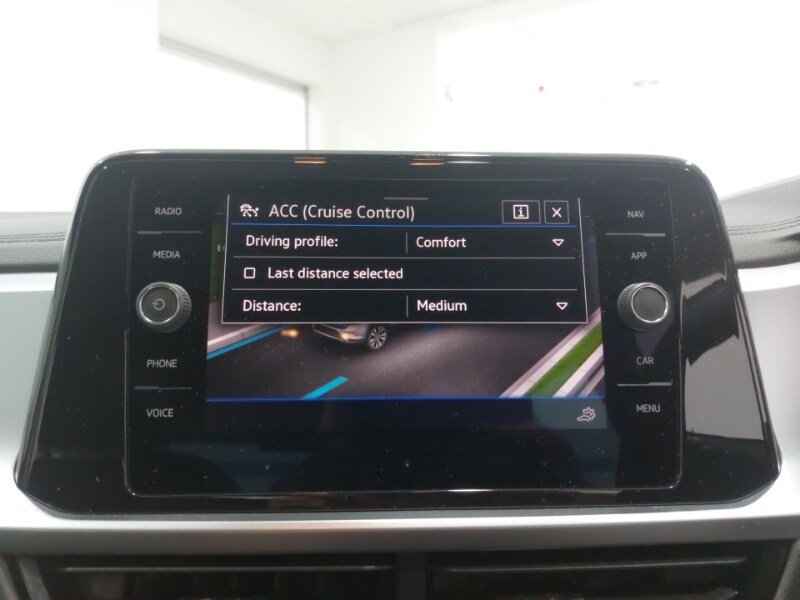 RADIO
MEDIA
PHONE
VOICE
ACC (Cruise Control)
Driving profile: Comfort
Last distance selected
Distance: Medium
NAV
APP
CAR
MENU